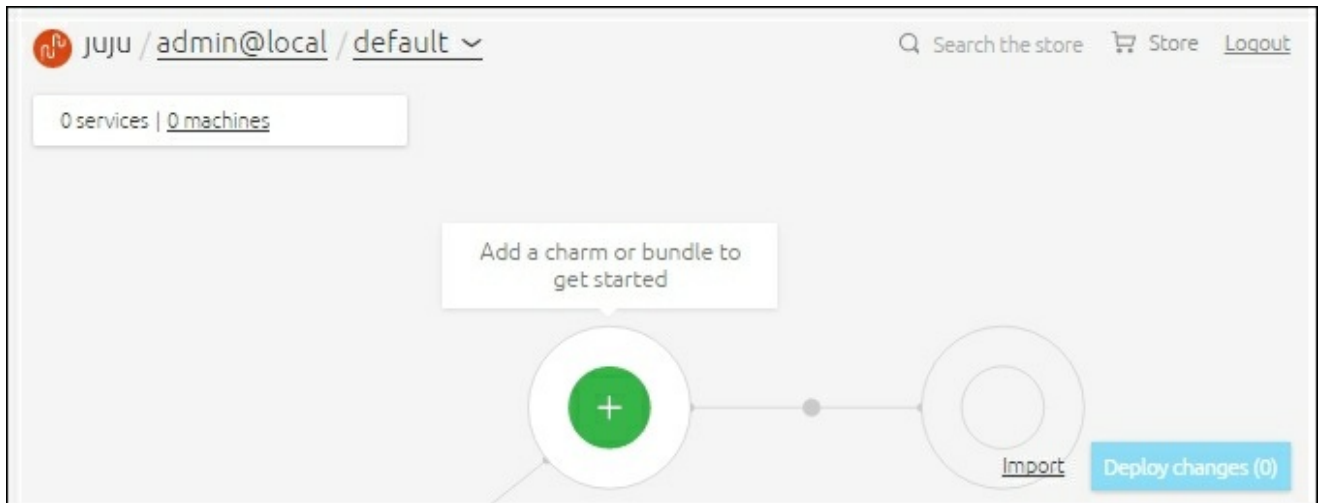 juju / admin@local / default
Search the store Store Logout
0 services | 0 machines
Add a charm or bundle to
get started
+
Import Deploy changes (0)